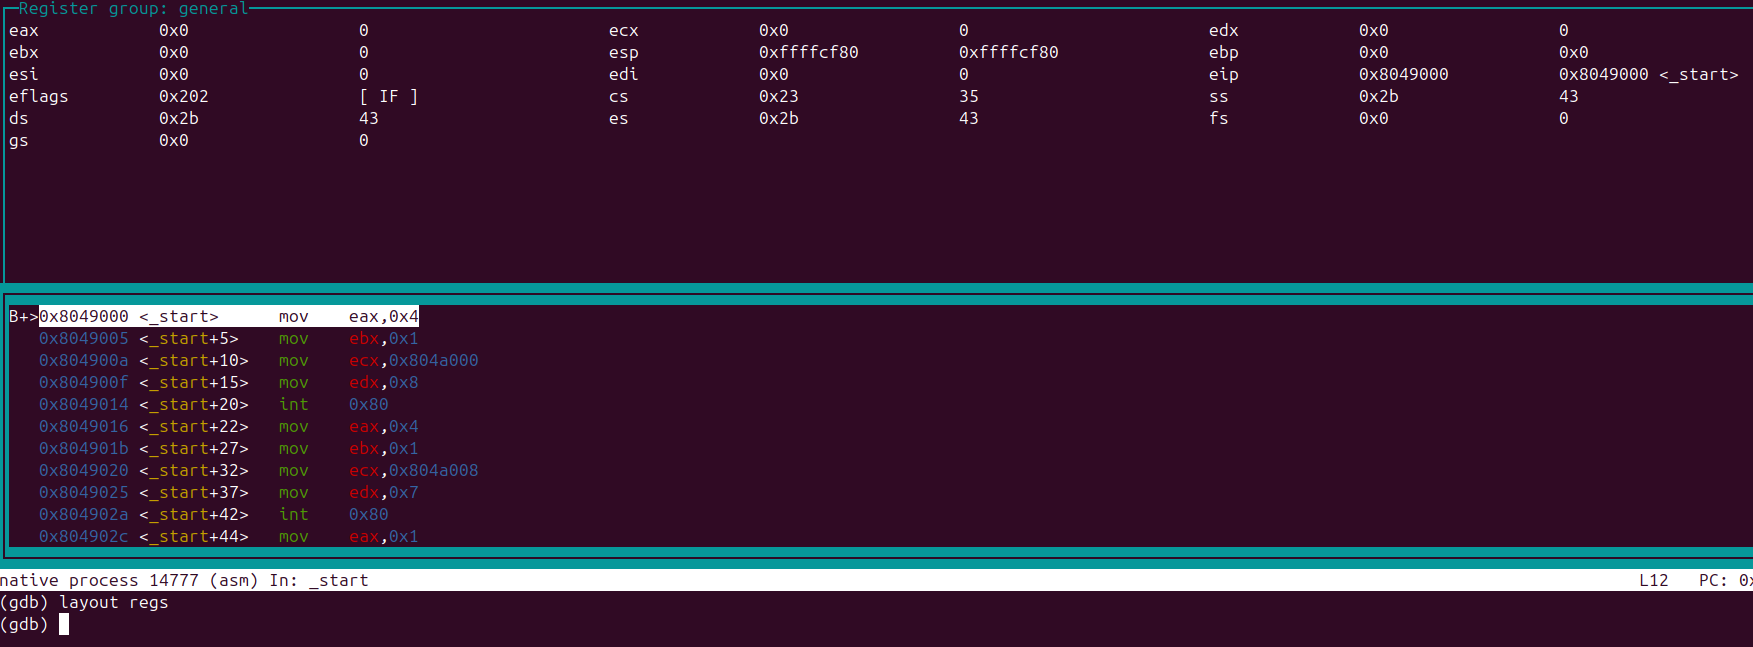 Register group: general
eax 0x0 0 ecx 0x0 0 edx 0x0 0
ebx 0x0 0 esp 0xffffcf80 0xffffcf80 ebp 0x0 0x0
esi 0x0 0 edi 0x0 0 eip 0x8049000 0x8049000 <_start>
eflags 0x202 [ IF ] cs 0x23 35 ss 0x2b 43
ds 0x2b 43 es 0x2b 43 fs 0x0 0
gs 0x0 0
B+>0x8049000 <_start> mov eax,0x4
0x8049005 <_start+5> mov ebx,0x1
0x804900a <_start+10> mov ecx,0x804a000
0x804900f <_start+15> mov edx,0x8
0x8049014 <_start+20> int 0x80
0x8049016 <_start+22> mov eax,0x4
0x804901b <_start+27> mov ebx,0x1
0x8049020 <_start+32> mov ecx,0x804a008
0x8049025 <_start+37> mov edx,0x7
0x804902a <_start+42> int 0x80
0x804902c <_start+44> mov eax,0x1
native process 14777 (asm) In: _start L12 PC: 0x
(gdb) layout regs
(gdb)